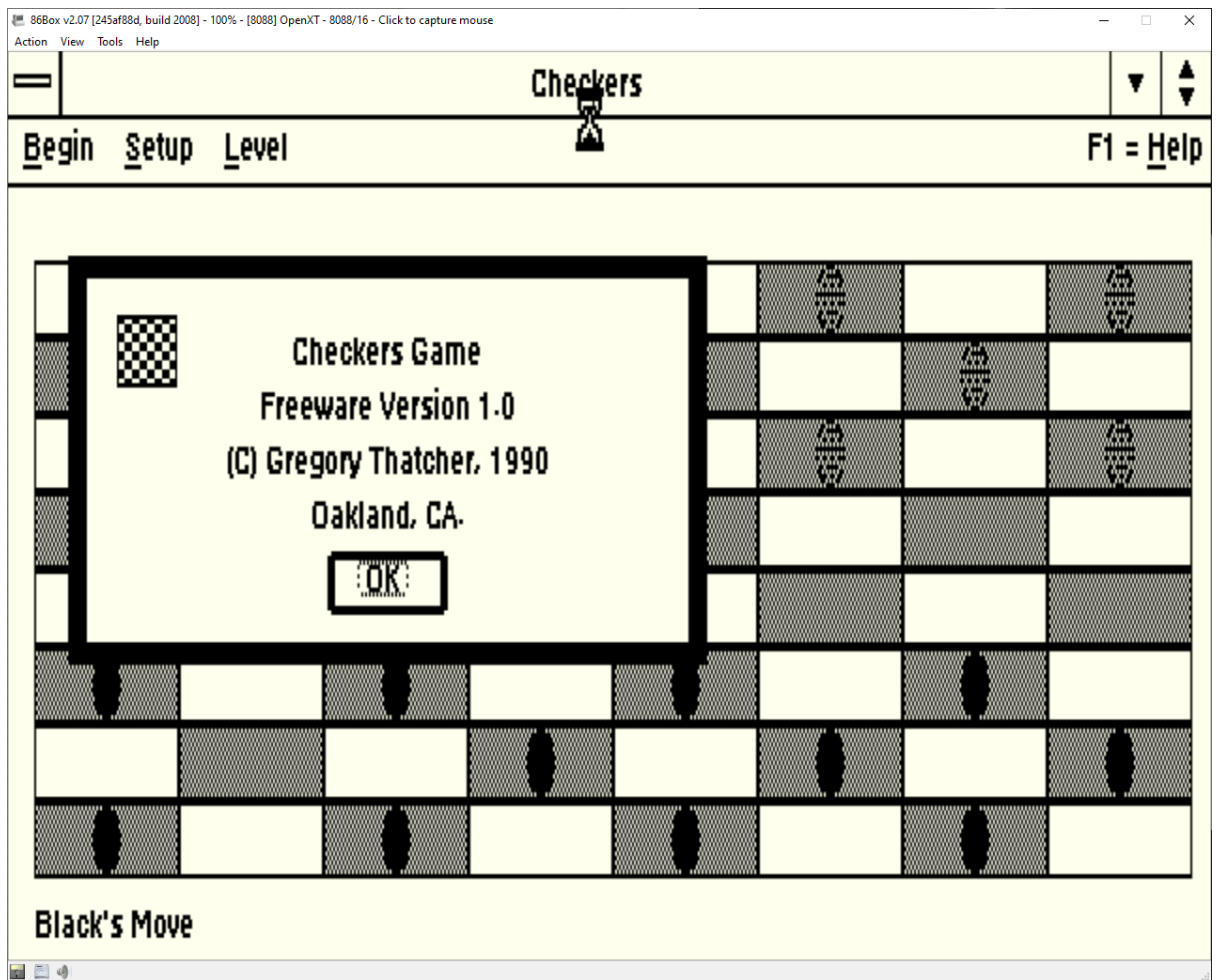 86Box v2.07 [245af88d, build 2008] - 100% - [8088] OpenXT - 8088/16 - Click to capture mouse
Action View Tools Help
Checkers
Begin Setup Level F1 = Help
Checkers Game
Freeware Version 1.0
(C) Gregory Thatcher, 1990
Oakland, CA.
OK
Black's Move